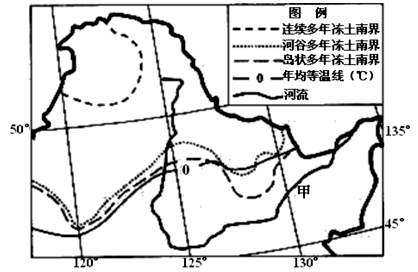 图 例
连续多年冻土南界
河谷多年冻土南界
岛状多年冻土南界
0 年均等温线（℃）
河流
50°
135°
0
甲
45°
120°
125°
130°